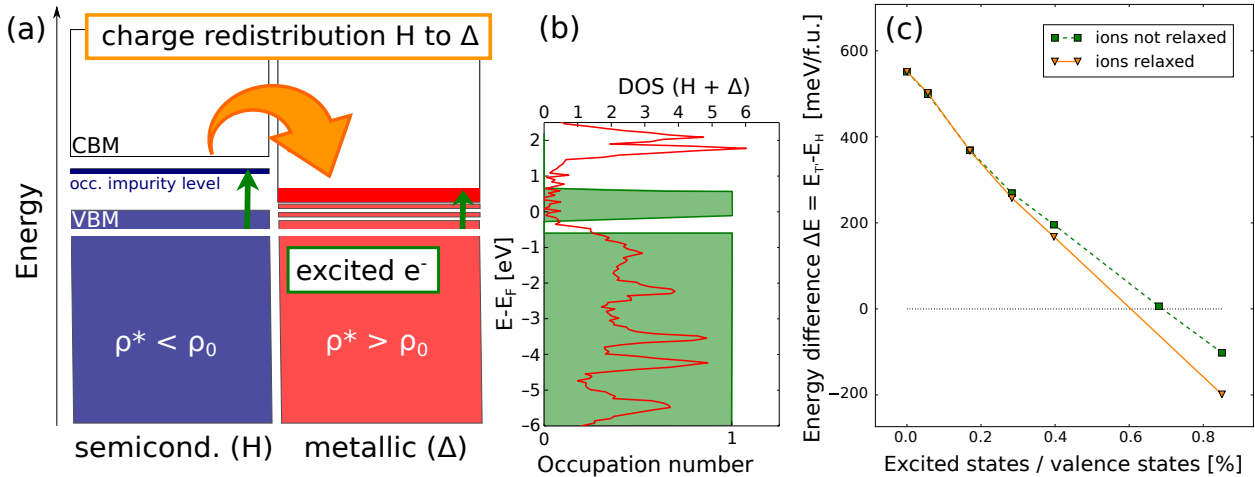 (a)
Energy
charge redistribution H to Δ
CBM
occ. impurity level
VBM
excited e⁻
ρ* < ρ₀
ρ* > ρ₀
semicond. (H)
metallic (Δ)
(b)
DOS (H + Δ)
0 1 2 3 4 5 6
E-E_F [eV]
2
1
0
−1
−2
−3
−4
−5
−6
0 1
Occupation number
(c)
Energy difference ΔE = E_T'-E_H [meV/f.u.]
ions not relaxed
ions relaxed
600
400
200
0
−200
0.0 0.2 0.4 0.6 0.8
Excited states / valence states [%]